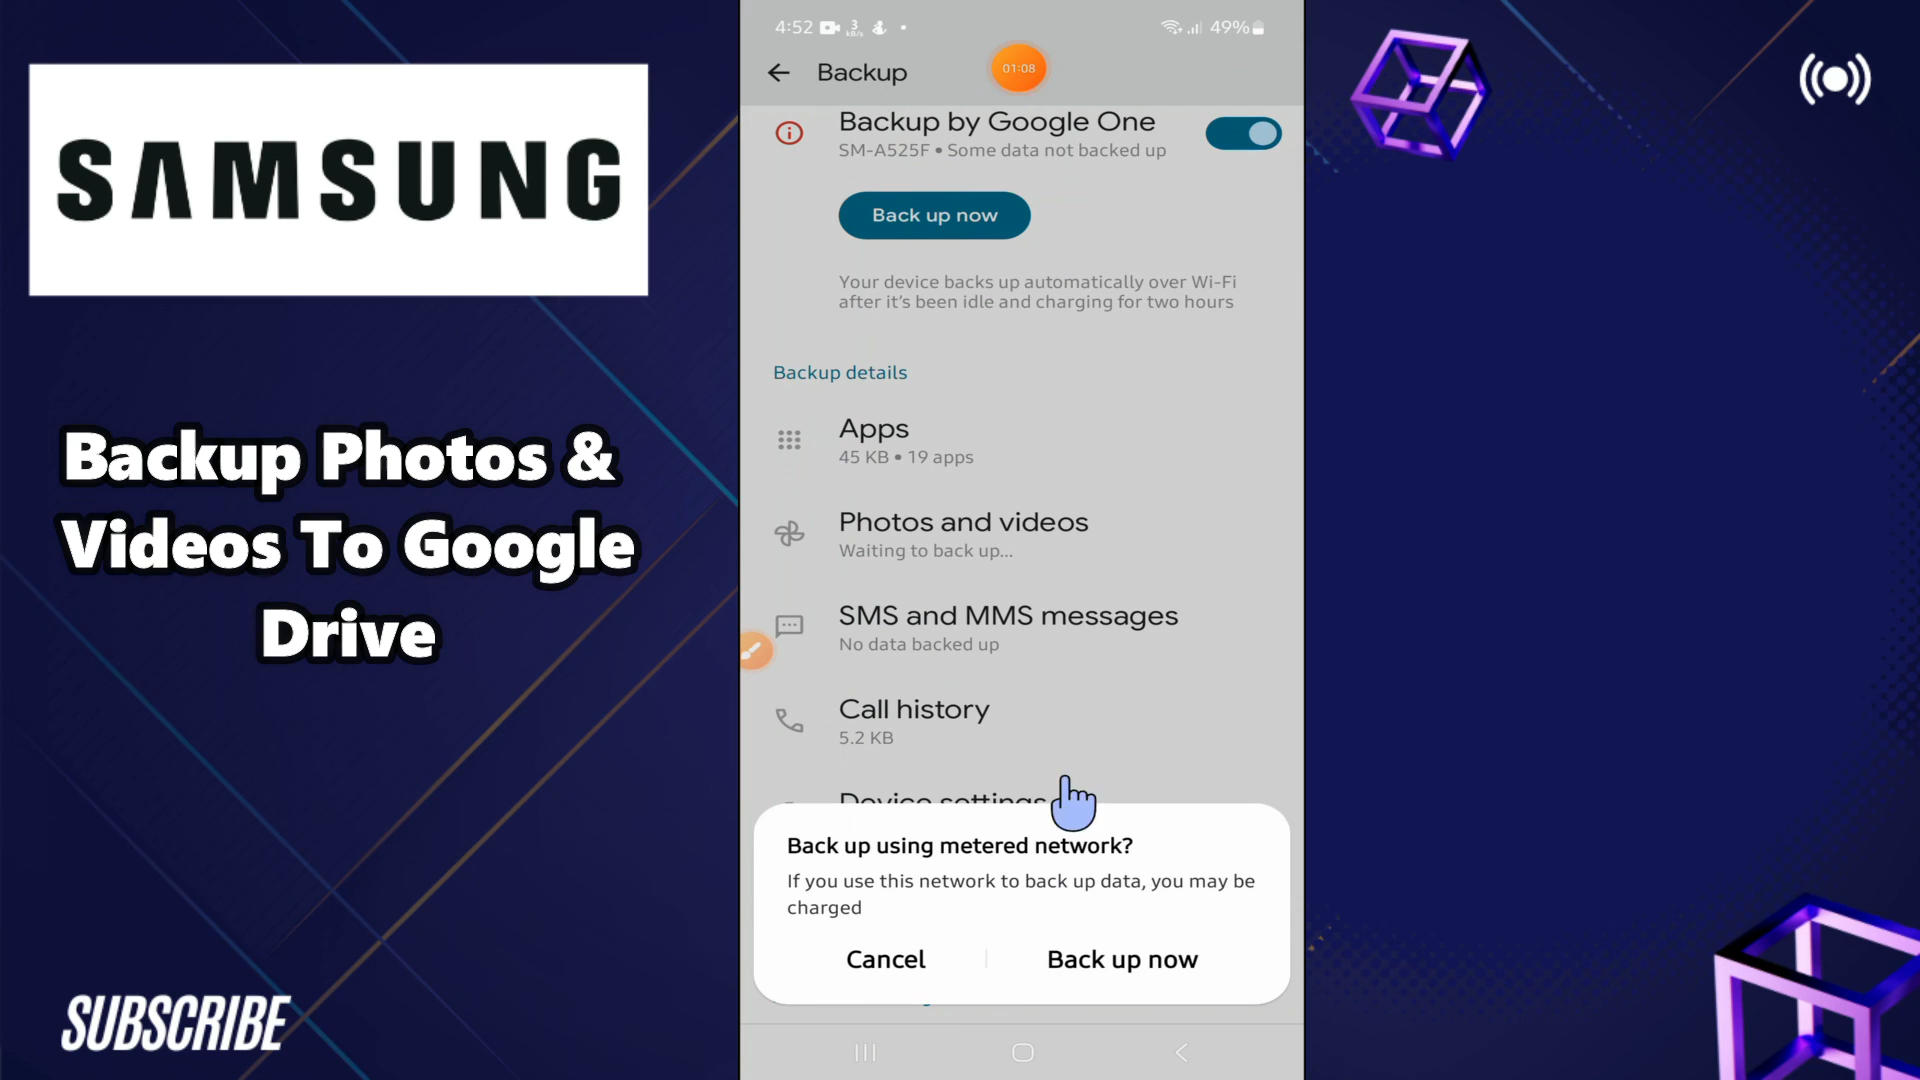 SAMSUNG
Backup Photos &
Videos To Google
Drive
SUBSCRIBE
4:52
3
KB/s
49%
Backup
01:08
Backup by Google One
SM-A525F • Some data not backed up
Back up now
Your device backs up automatically over Wi-Fi
after it's been idle and charging for two hours
Backup details
Apps
45 KB • 19 apps
Photos and videos
Waiting to back up...
SMS and MMS messages
No data backed up
Call history
5.2 KB
Device settings
Back up using metered network?
If you use this network to back up data, you may be
charged
Cancel
Back up now